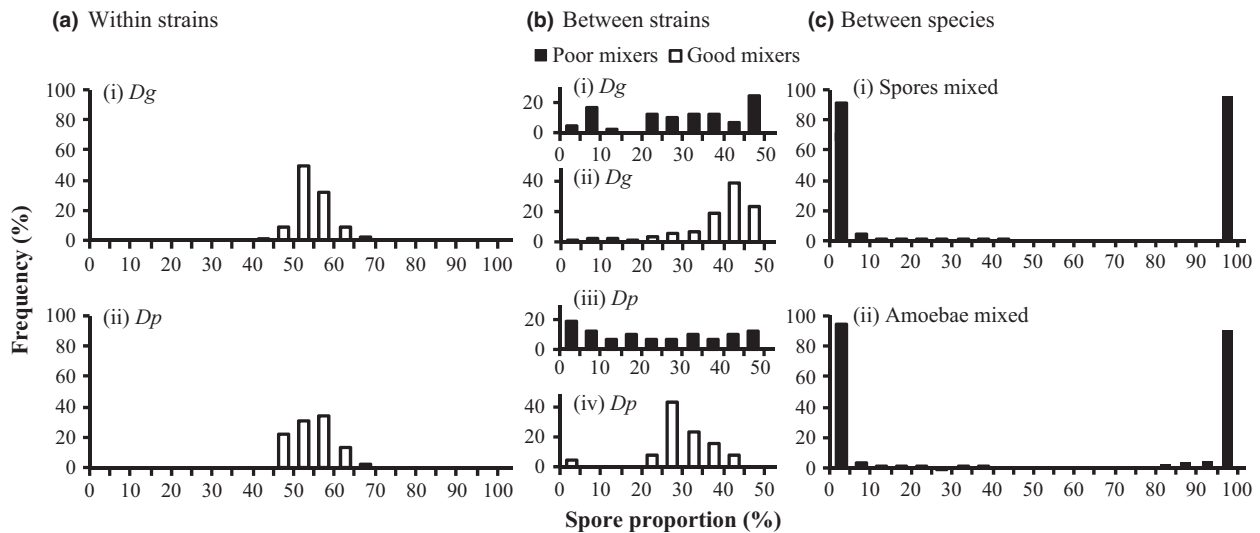 (a) Within strains
(b) Between strains
(c) Between species
Poor mixers Good mixers
Frequency (%)
(i) Dg
100
80
60
40
20
0
0 10 20 30 40 50 60 70 80 90 100
(ii) Dp
100
80
60
40
20
0
0 10 20 30 40 50 60 70 80 90 100
(i) Dg
20
0
0 10 20 30 40 50
(ii) Dg
40
20
0
0 10 20 30 40 50
(iii) Dp
20
0
0 10 20 30 40 50
(iv) Dp
40
20
0
0 10 20 30 40 50
(i) Spores mixed
100
80
60
40
20
0
0 10 20 30 40 50 60 70 80 90 100
(ii) Amoebae mixed
100
80
60
40
20
0
0 10 20 30 40 50 60 70 80 90 100
Spore proportion (%)